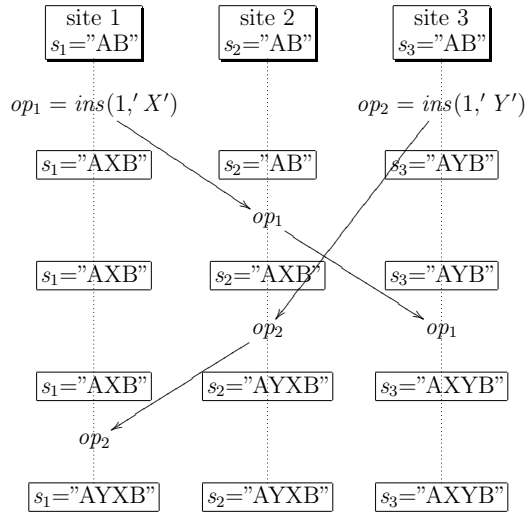 site 1 site 2 site 3
s1="AB" s2="AB" s3="AB"
op1 = ins(1,′ X′) op2 = ins(1,′ Y′)
s1="AXB" s2="AB" s3="AYB"
op1
s1="AXB" s2="AXB" s3="AYB"
op2 op1
s1="AXB" s2="AYXB" s3="AXYB"
op2
s1="AYXB" s2="AYXB" s3="AXYB"